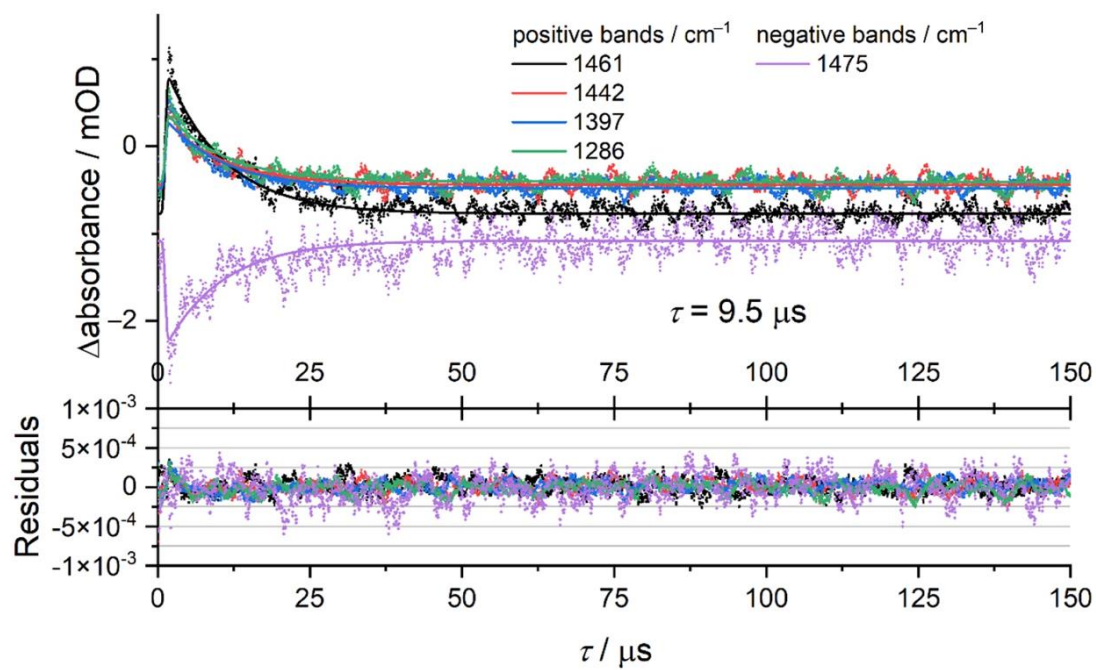 positive bands / cm⁻¹ negative bands / cm⁻¹
1461 1475
1442
1397
1286
Δabsorbance / mOD
0
−2
τ = 9.5 μs
0 25 50 75 100 125 150
Residuals
1×10⁻³
5×10⁻⁴
0
-5×10⁻⁴
-1×10⁻³
0 25 50 75 100 125 150
τ / μs